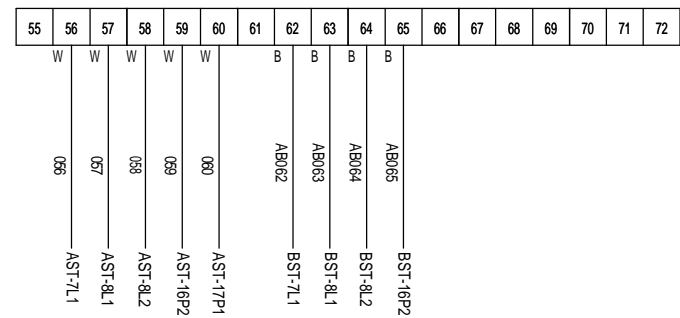 55 56 57 58 59 60 61 62 63 64 65 66 67 68 69 70 71 72
W W W W W B B B B
056 057 058 059 060 AB062 AB063 AB064 AB065
AST-7L1 AST-8L1 AST-8L2 AST-16P2 AST-17P1 BST-7L1 BST-8L1 BST-8L2 BST-16P2